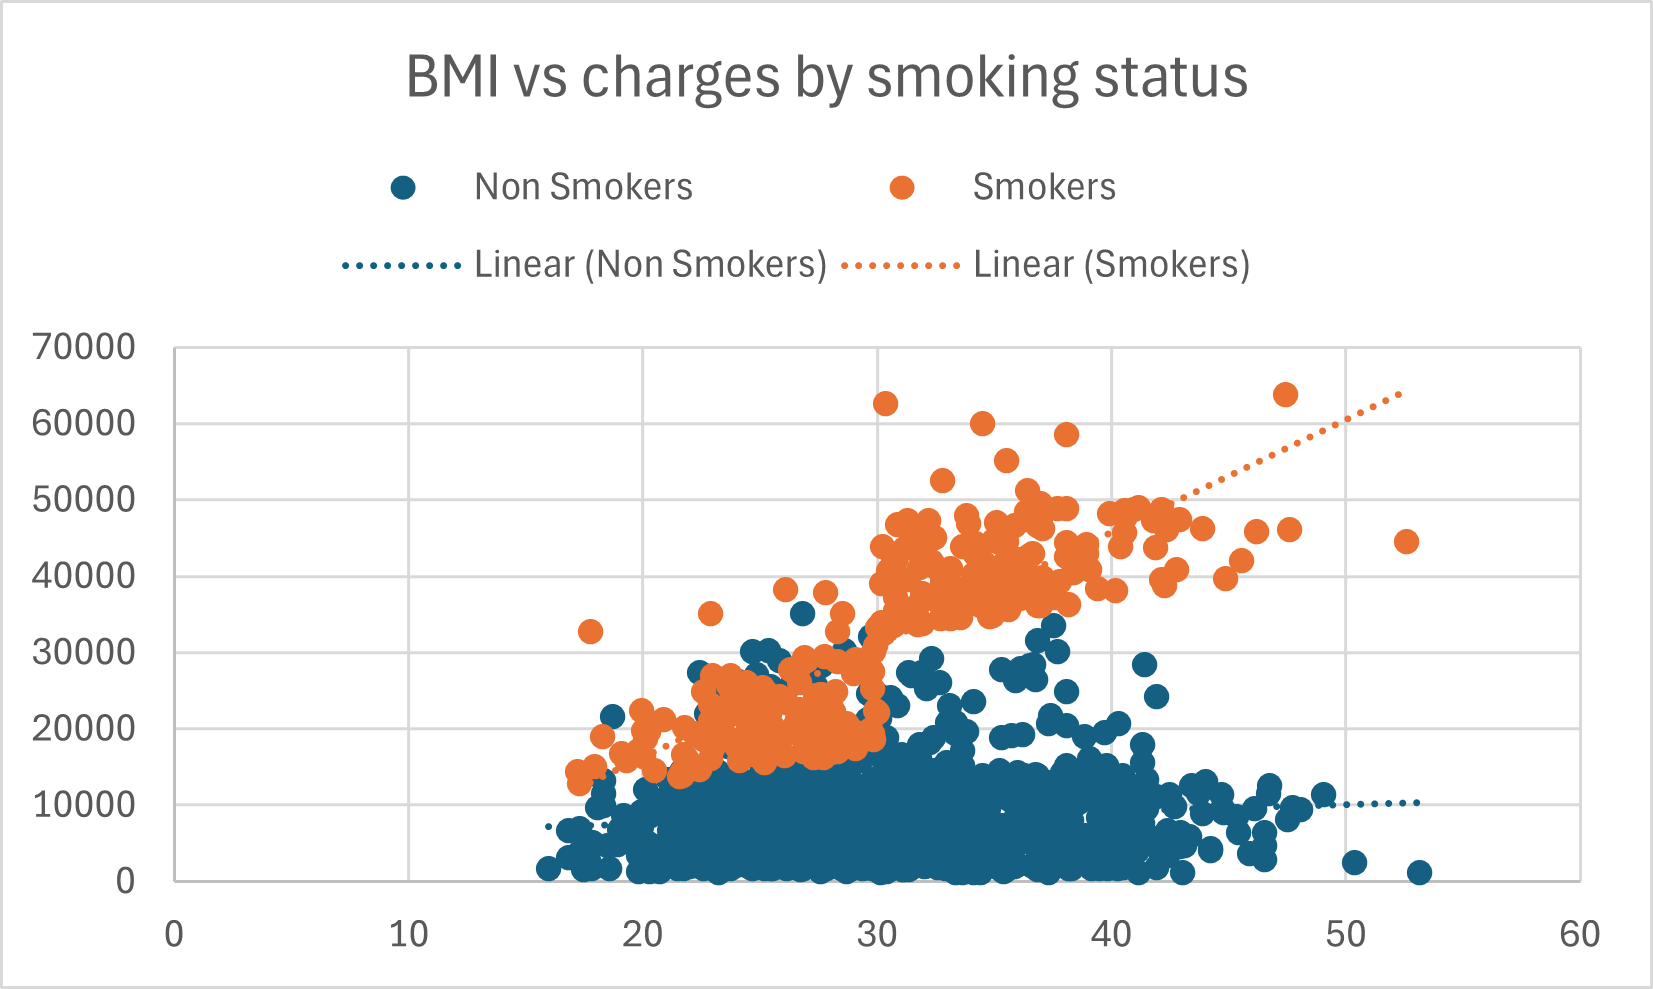 BMI vs charges by smoking status
Non Smokers Smokers
Linear (Non Smokers) Linear (Smokers)
70000
60000
50000
40000
30000
20000
10000
0
0 10 20 30 40 50 60